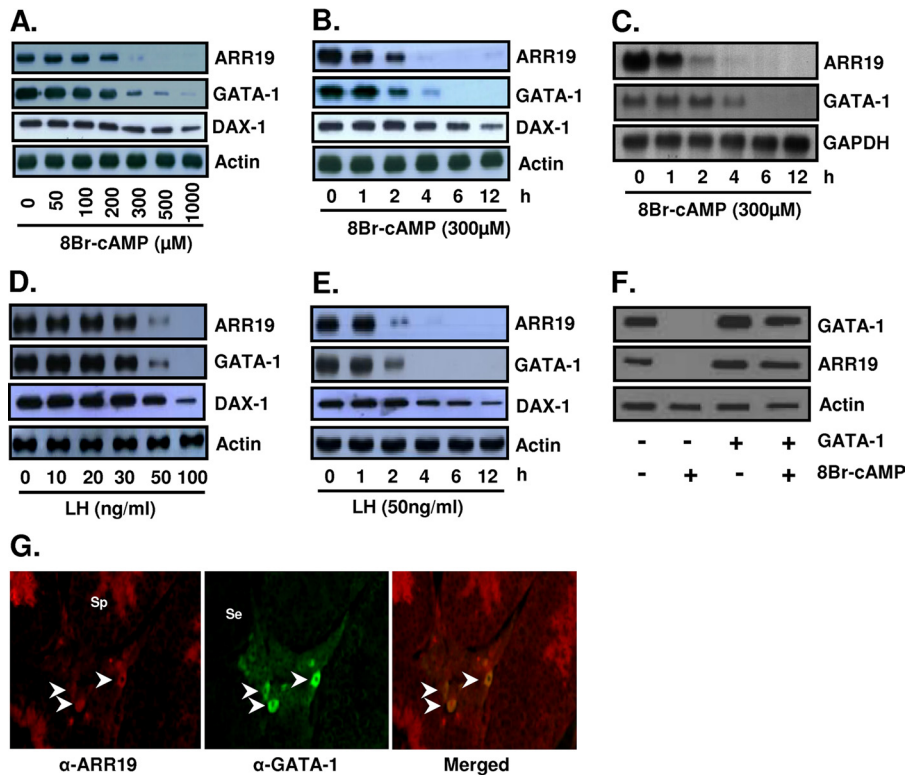 A.
ARR19
GATA-1
DAX-1
Actin
0 50 100 200 300 500 1000
8Br-cAMP (µM)
B.
ARR19
GATA-1
DAX-1
Actin
0 1 2 4 6 12 h
8Br-cAMP (300µM)
C.
ARR19
GATA-1
GAPDH
0 1 2 4 6 12 h
8Br-cAMP (300µM)
D.
ARR19
GATA-1
DAX-1
Actin
0 10 20 30 50 100
LH (ng/ml)
E.
ARR19
GATA-1
DAX-1
Actin
0 1 2 4 6 12 h
LH (50ng/ml)
F.
GATA-1
ARR19
Actin
- - + + GATA-1
- + - + 8Br-cAMP
G.
Sp
Se
α-ARR19 α-GATA-1 Merged